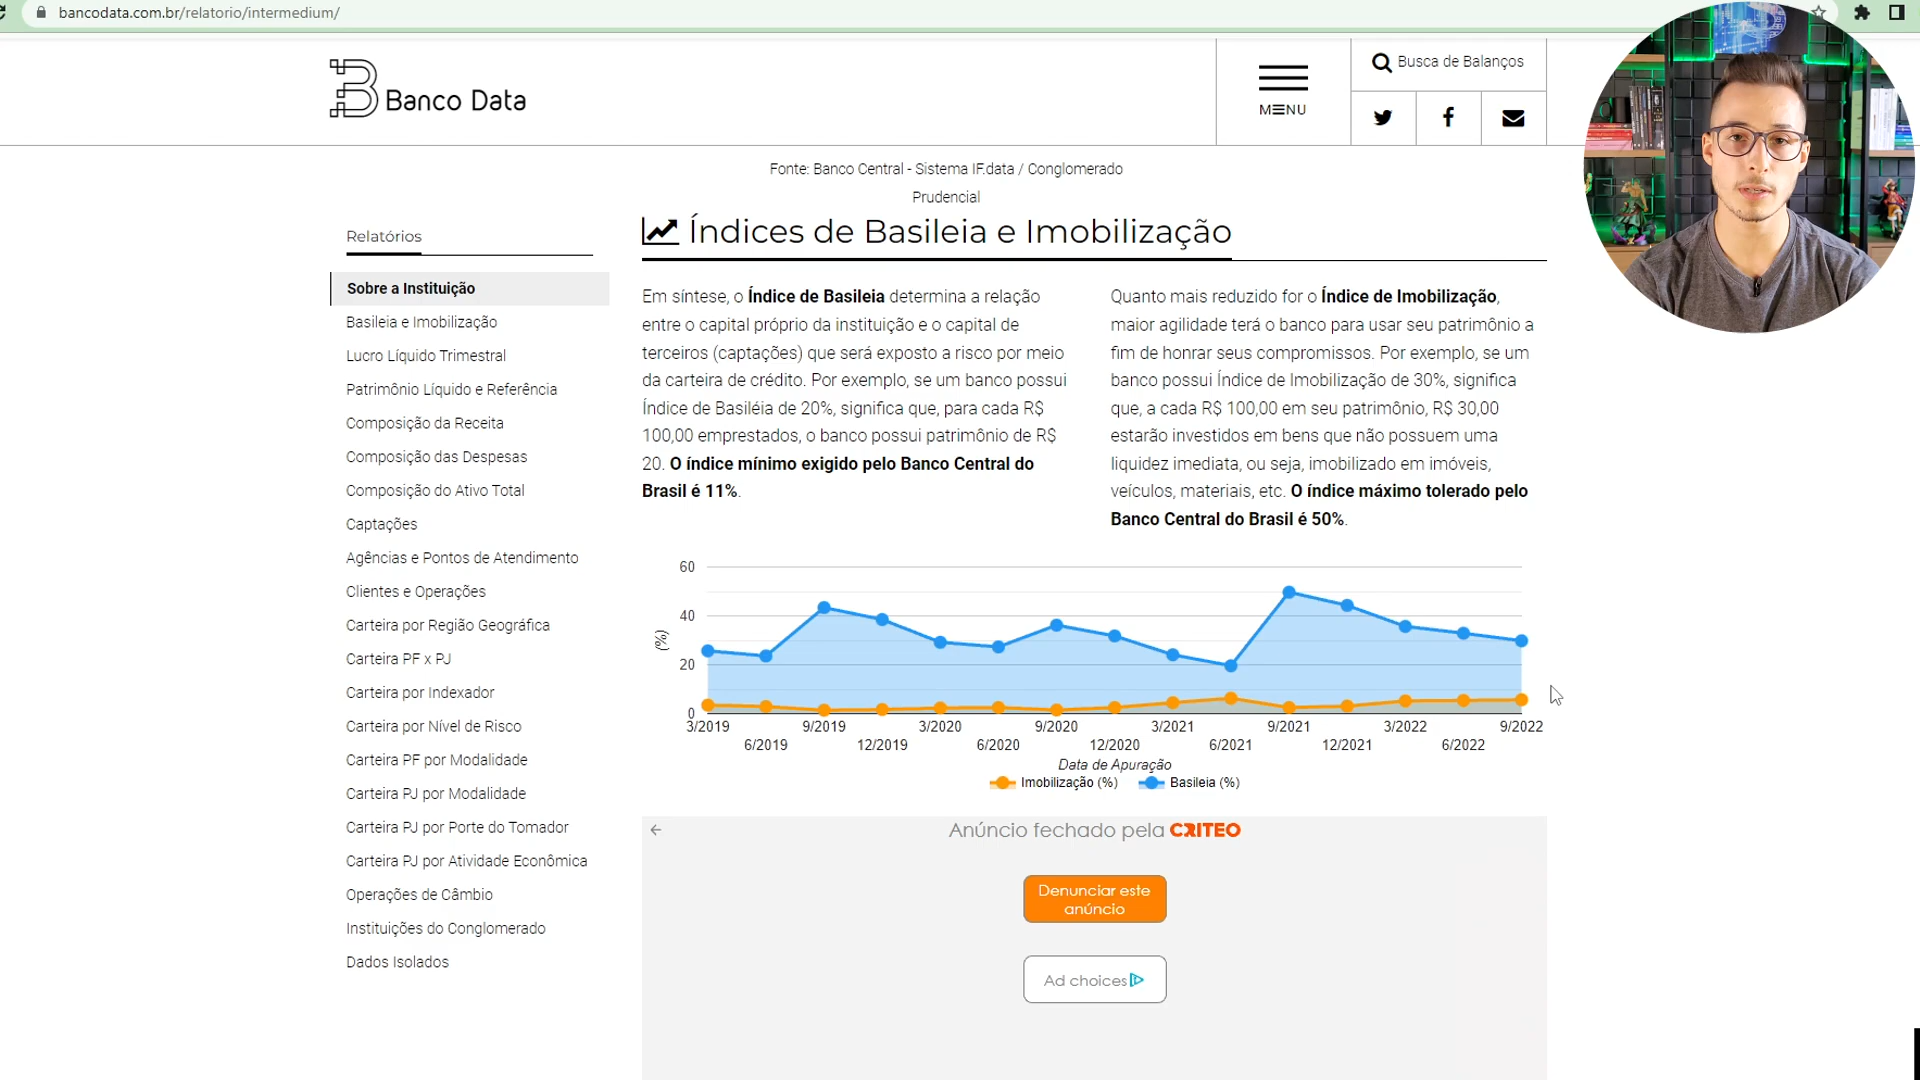 bancodata.com.br/relatorio/intermedium/
Banco Data
MENU
Busca de Balanços
Fonte: Banco Central - Sistema IF.data / Conglomerado
Prudencial
Relatórios
Sobre a Instituição
Basileia e Imobilização
Lucro Líquido Trimestral
Patrimônio Líquido e Referência
Composição da Receita
Composição das Despesas
Composição do Ativo Total
Captações
Agências e Pontos de Atendimento
Clientes e Operações
Carteira por Região Geográfica
Carteira PF x PJ
Carteira por Indexador
Carteira por Nível de Risco
Carteira PF por Modalidade
Carteira PJ por Modalidade
Carteira PJ por Porte do Tomador
Carteira PJ por Atividade Econômica
Operações de Câmbio
Instituições do Conglomerado
Dados Isolados
Índices de Basileia e Imobilização
Em síntese, o Índice de Basileia determina a relação
entre o capital próprio da instituição e o capital de
terceiros (captações) que será exposto a risco por meio
da carteira de crédito. Por exemplo, se um banco possui
Índice de Basiléia de 20%, significa que, para cada R$
100,00 emprestados, o banco possui patrimônio de R$
20. O índice mínimo exigido pelo Banco Central do
Brasil é 11%.
Quanto mais reduzido for o Índice de Imobilização,
maior agilidade terá o banco para usar seu patrimônio a
fim de honrar seus compromissos. Por exemplo, se um
banco possui Índice de Imobilização de 30%, significa
que, a cada R$ 100,00 em seu patrimônio, R$ 30,00
estarão investidos em bens que não possuem uma
liquidez imediata, ou seja, imobilizado em imóveis,
veículos, materiais, etc. O índice máximo tolerado pelo
Banco Central do Brasil é 50%.
60
40
20
0
(%)
3/2019 9/2019 3/2020 9/2020 3/2021 9/2021 3/2022 9/2022
6/2019 12/2019 6/2020 12/2020 6/2021 12/2021 6/2022
Data de Apuração
Imobilização (%) Basileia (%)
Anúncio fechado pela CRITEO
Denunciar este
anúncio
Ad choices